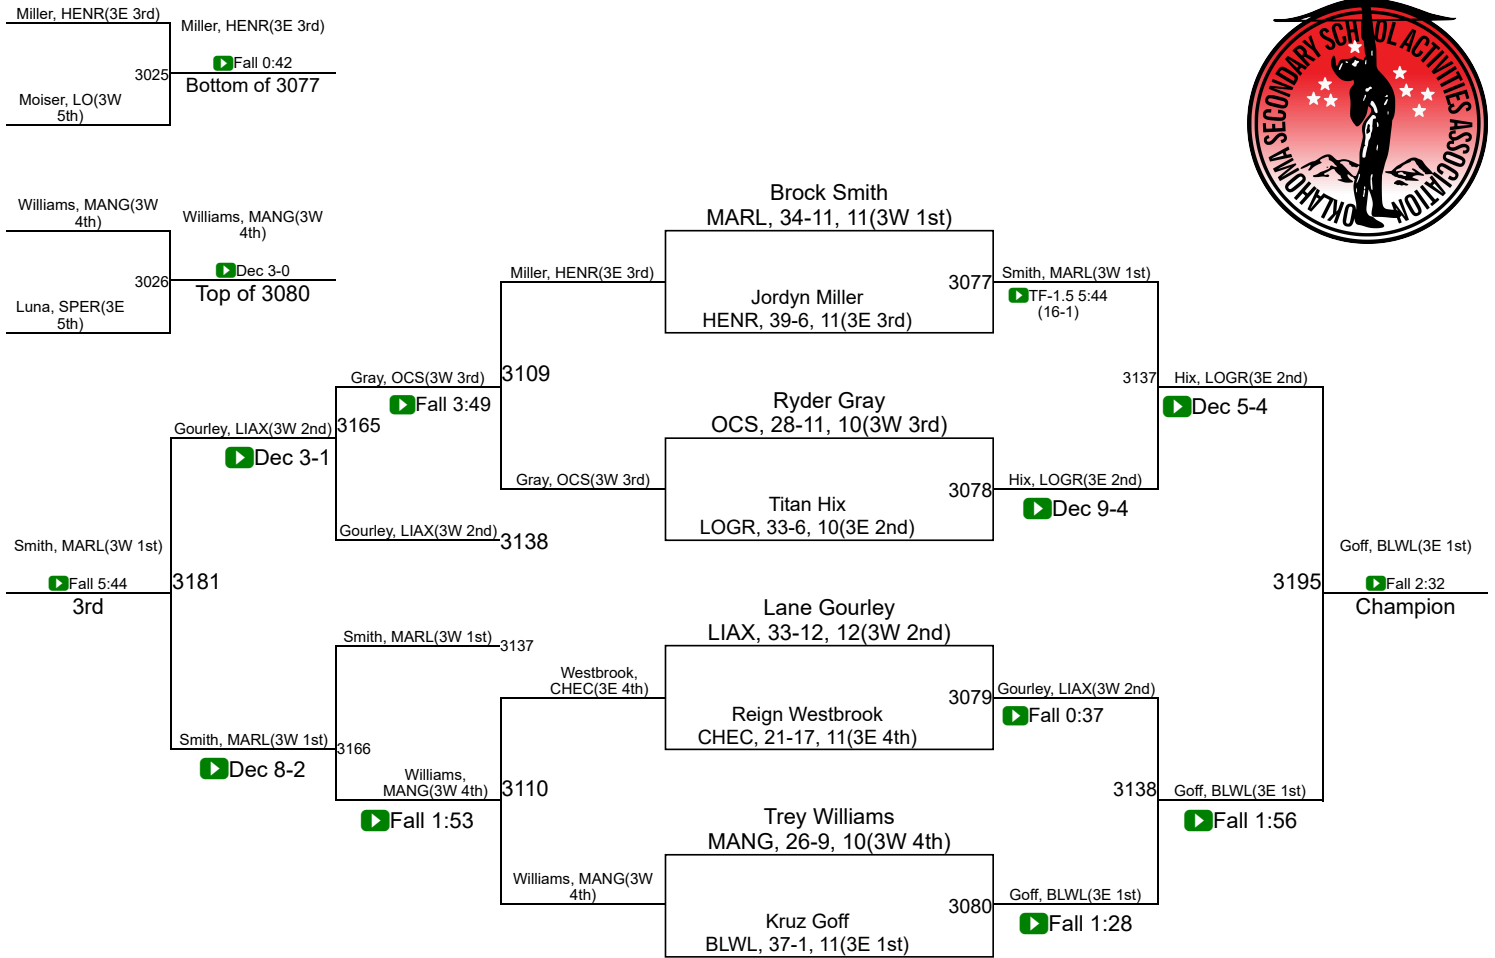 Miller, HENR(3E 3rd)
Miller, HENR(3E 3rd)
Fall 0:42
3025
Bottom of 3077
Moiser, LO(3W
5th)
OKLAHOMA SECONDARY SCHOOL ACTIVITIES ASSOCIATION
Williams, MANG(3W
4th)
Williams, MANG(3W
4th)
Dec 3-0
3026
Top of 3080
Luna, SPER(3E
5th)
Brock Smith
MARL, 34-11, 11(3W 1st)
Miller, HENR(3E 3rd)
3077
Smith, MARL(3W 1st)
TF-1.5 5:44
(16-1)
Jordyn Miller
HENR, 39-6, 11(3E 3rd)
Gray, OCS(3W 3rd)
3109
Fall 3:49
3137
Hix, LOGR(3E 2nd)
Dec 5-4
Ryder Gray
OCS, 28-11, 10(3W 3rd)
Gourley, LIAX(3W 2nd)
3165
Dec 3-1
Gray, OCS(3W 3rd)
3078
Hix, LOGR(3E 2nd)
Dec 9-4
Titan Hix
LOGR, 33-6, 10(3E 2nd)
Gourley, LIAX(3W 2nd)
3138
Smith, MARL(3W 1st)
Fall 5:44
3181
3rd
Goff, BLWL(3E 1st)
3195
Fall 2:32
Champion
Lane Gourley
LIAX, 33-12, 12(3W 2nd)
Smith, MARL(3W 1st)
3137
Westbrook,
CHEC(3E 4th)
3079
Gourley, LIAX(3W 2nd)
Fall 0:37
Reign Westbrook
CHEC, 21-17, 11(3E 4th)
Smith, MARL(3W 1st)
3166
Dec 8-2
Williams,
MANG(3W 4th)
3110
Fall 1:53
3138
Goff, BLWL(3E 1st)
Fall 1:56
Trey Williams
MANG, 26-9, 10(3W 4th)
Williams, MANG(3W
4th)
3080
Goff, BLWL(3E 1st)
Fall 1:28
Kruz Goff
BLWL, 37-1, 11(3E 1st)